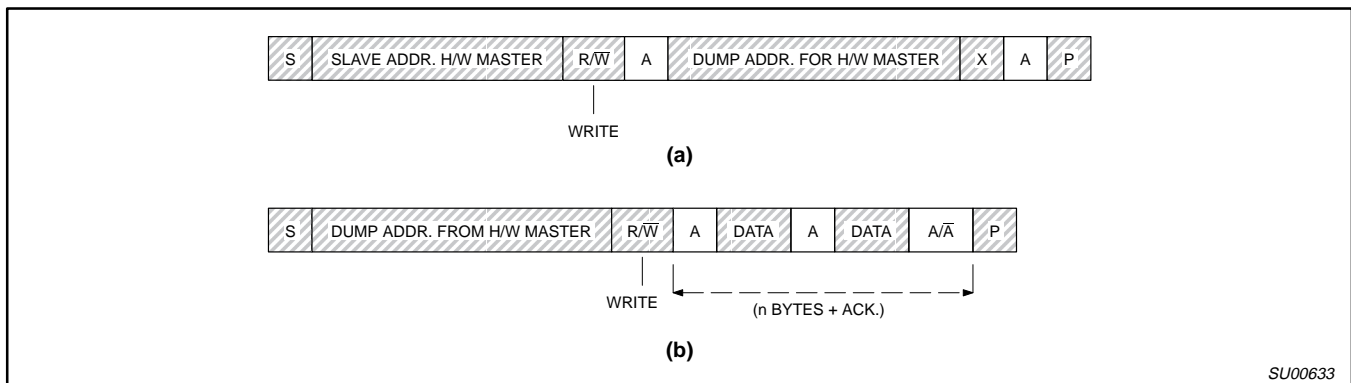 S SLAVE ADDR. H/W MASTER R/W̅ A DUMP ADDR. FOR H/W MASTER X A P
WRITE
(a)
S DUMP ADDR. FROM H/W MASTER R/W̅ A DATA A DATA A/A̅ P
WRITE
(n BYTES + ACK.)
(b)
SU00633